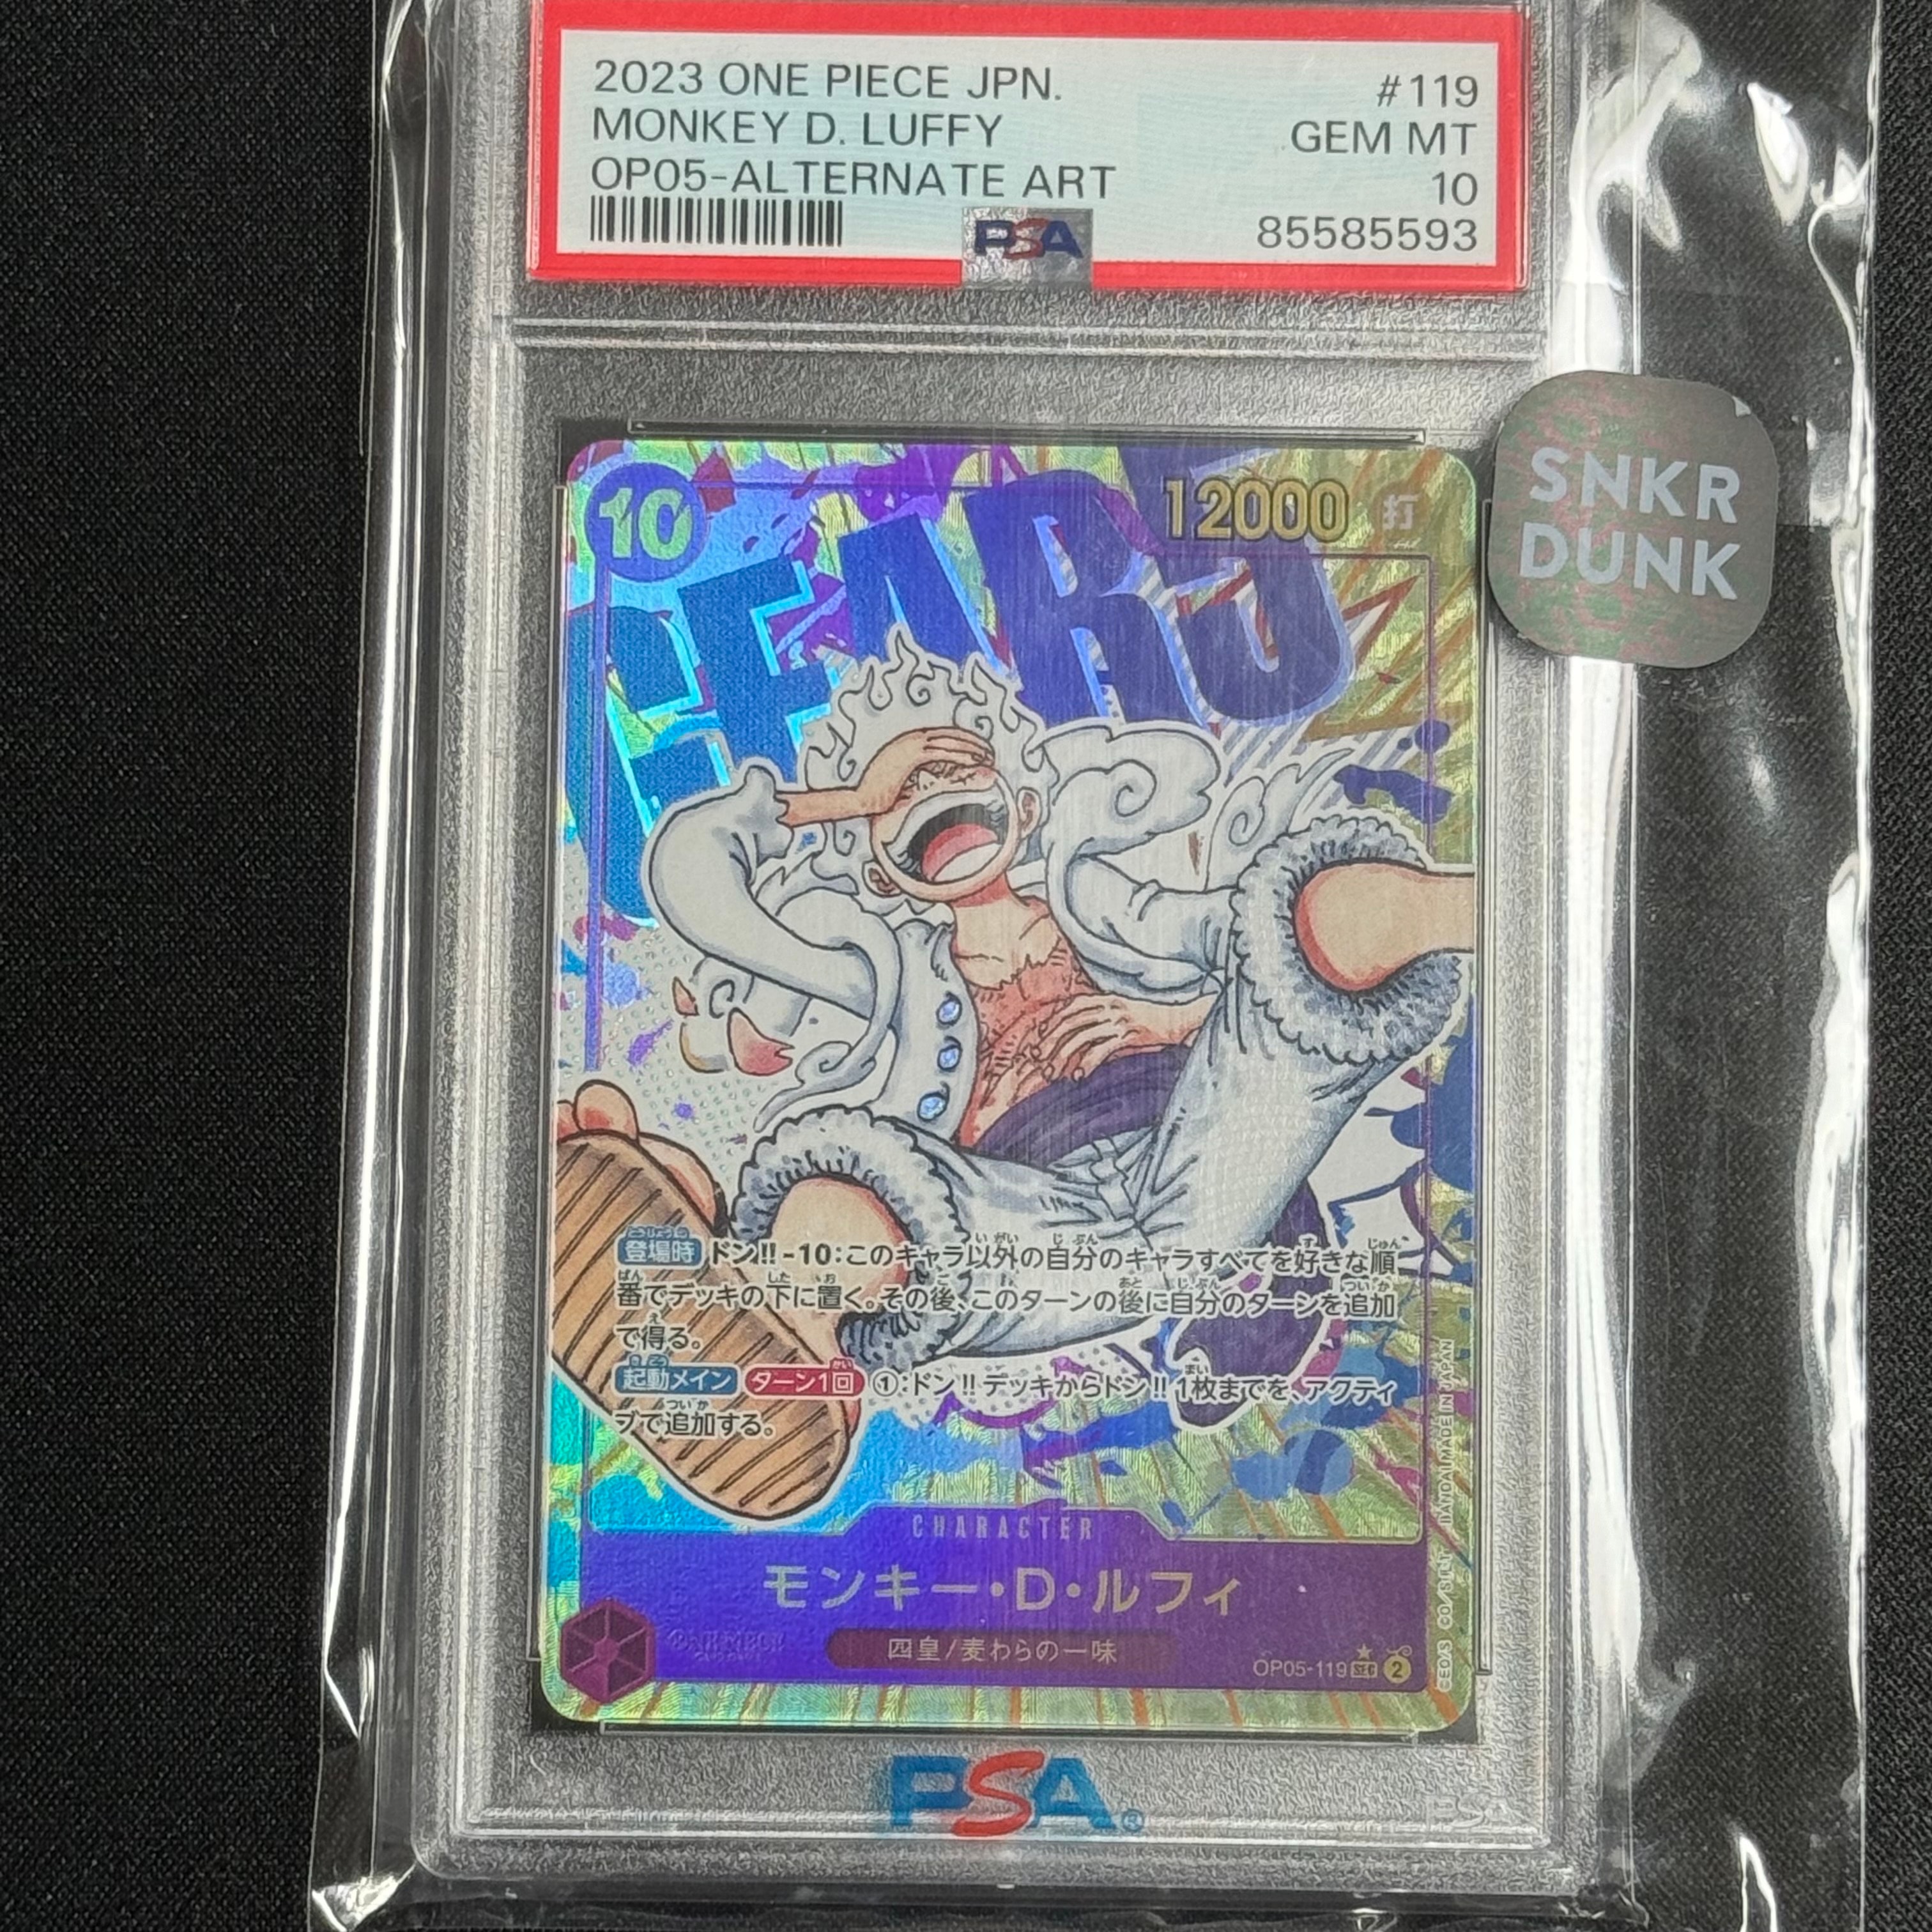 2023 ONE PIECE JPN. #119
MONKEY D. LUFFY GEM MT
OP05-ALTERNATE ART 10
85585593
PSA
SNKR
DUNK
10
12000 打
GEAR5
登場時 ドン!!-10:このキャラ以外の自分のキャラすべてを好きな順
番でデッキの下に置く。その後、このターンの後に自分のターンを追加
で得る。
起動メイン ターン1回 ①:ドン!!デッキからドン!!1枚までを、アクティ
ブで追加する。
CHARACTER
モンキー・D・ルフィ
四皇/麦わらの一味
OP05-119 SEC 2
BANDAI MADE IN JAPAN
PSA